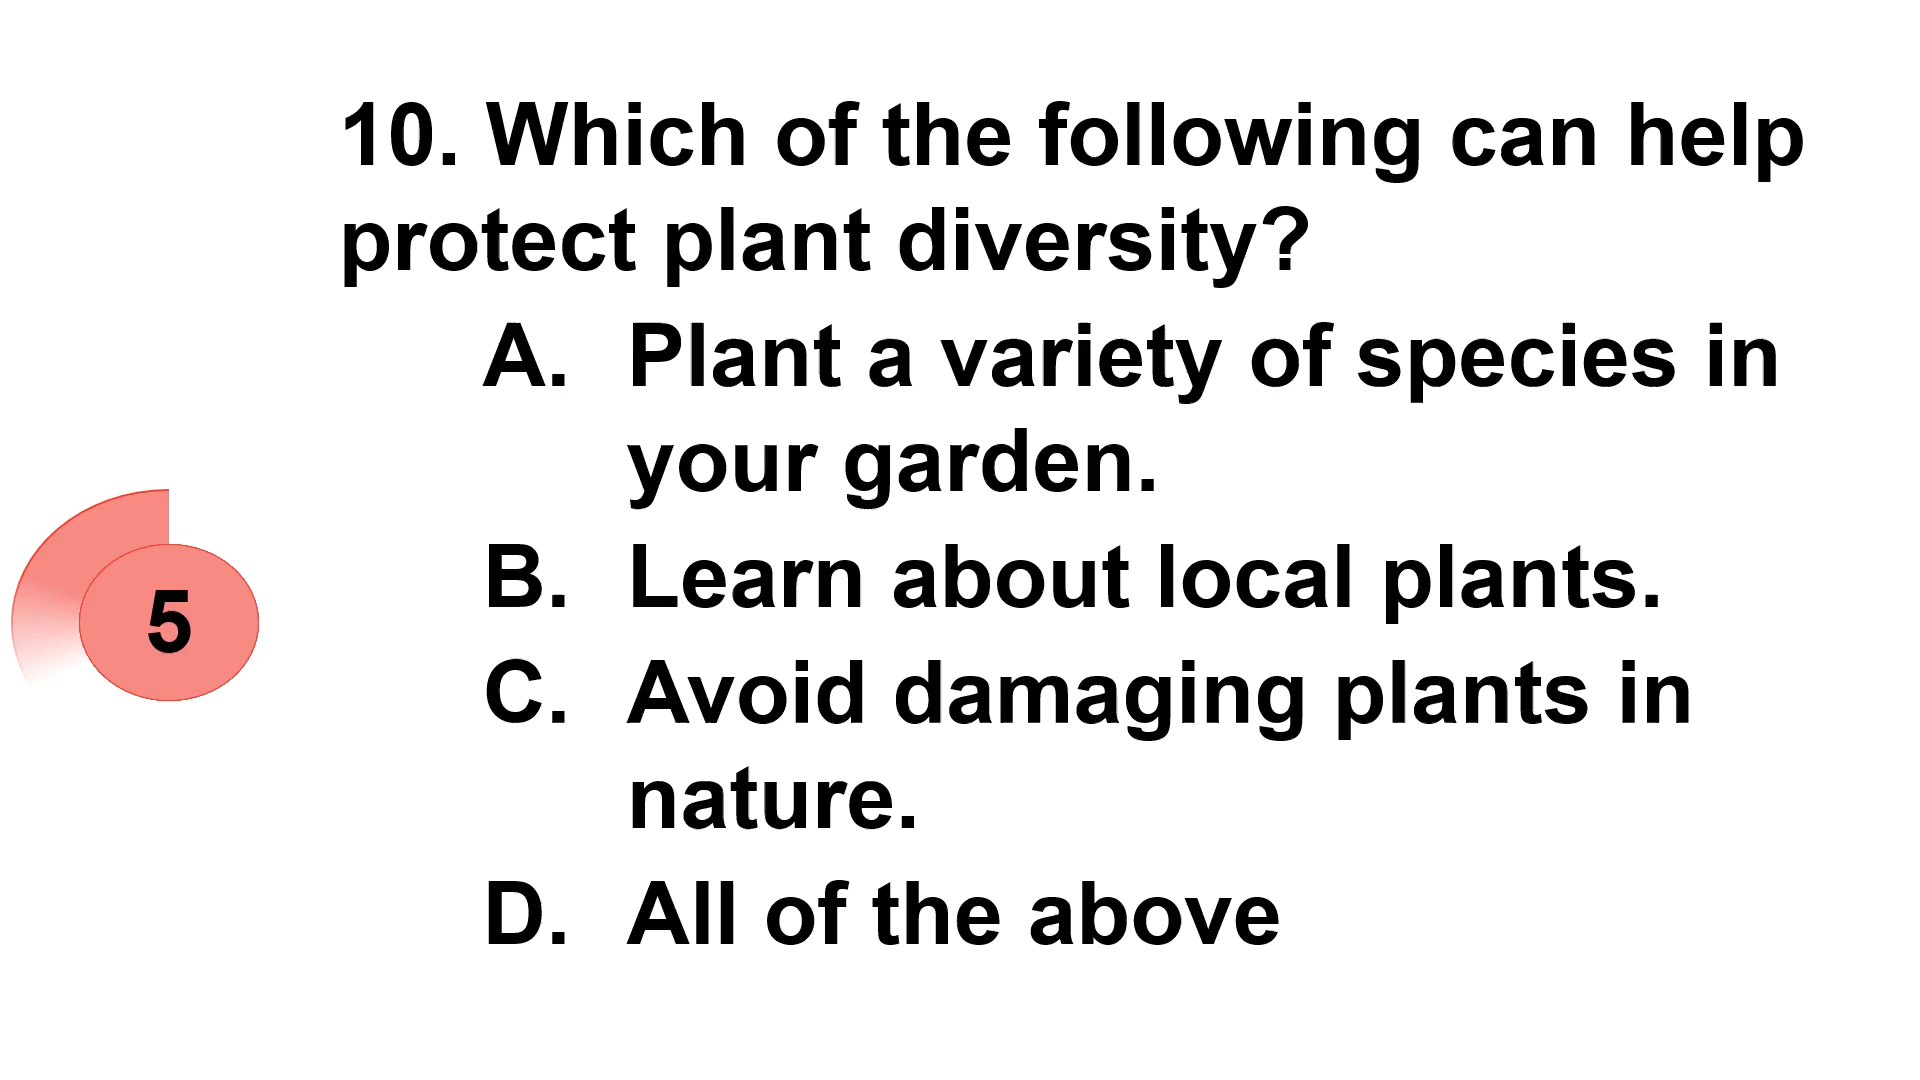 10. Which of the following can help
protect plant diversity?
A. Plant a variety of species in
your garden.
B. Learn about local plants.
C. Avoid damaging plants in
nature.
D. All of the above
5